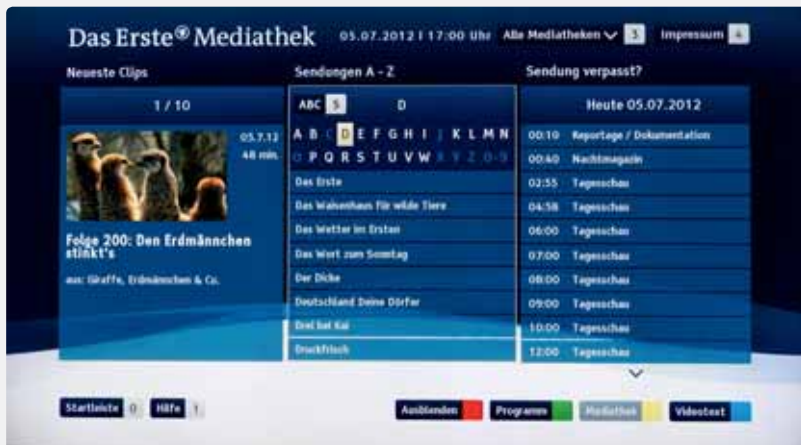 Das Erste® Mediathek
05.07.2012 I 17:00 Uhr
Alle Mediatheken 3
Impressum 4
Neueste Clips
1 / 10
05.7.12
48 min.
Folge 200: Den Erdmännchen
stinkt's
aus: Giraffe, Erdmännchen & Co.
Sendungen A - Z
ABC 5 D
A B C D E F G H I J K L M N
O P Q R S T U V W X Y Z 0-9
Das Erste
Das Waisenhaus für wilde Tiere
Das Wetter im Ersten
Das Wort zum Sonntag
Der Dicke
Deutschland Deine Dörfer
Drei bei Kai
Druckfrisch
Sendung verpasst?
Heute 05.07.2012
00:10 Reportage / Dokumentation
00:40 Nachtmagazin
02:55 Tagesschau
04:58 Tagesschau
06:00 Tagesschau
07:00 Tagesschau
08:00 Tagesschau
09:00 Tagesschau
10:00 Tagesschau
12:00 Tagesschau
Startleiste 0
Hilfe 1
Ausblenden
Programm
Mediathek
Videotext